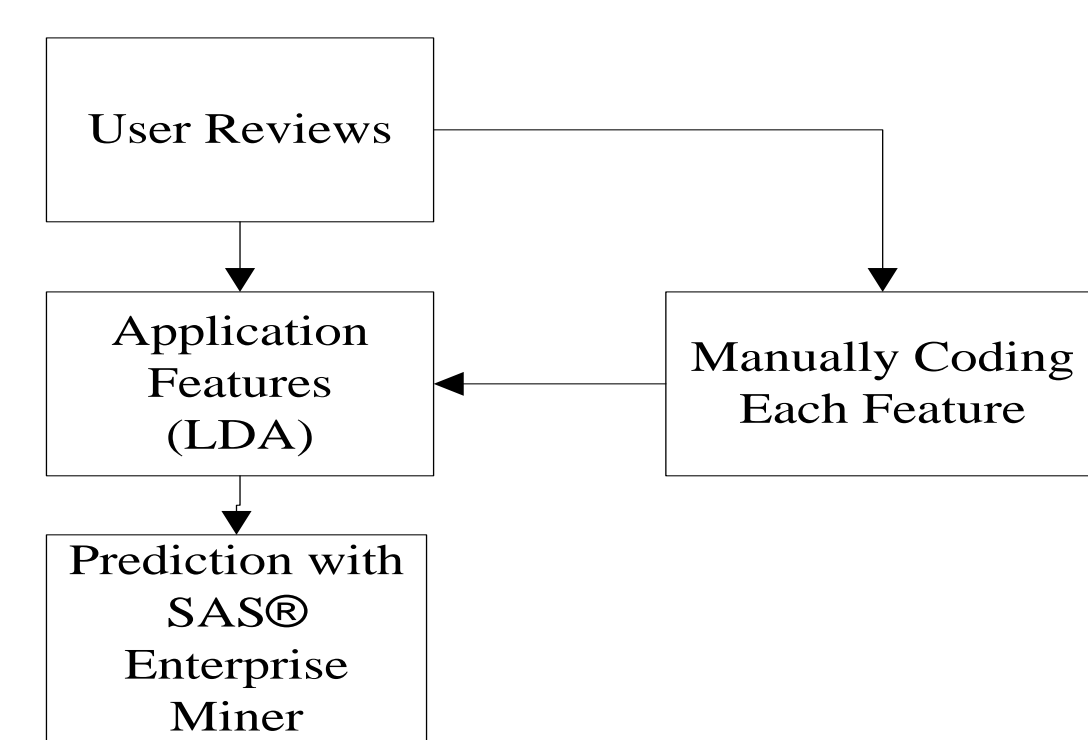 User Reviews
Application
Features
(LDA)
Manually Coding
Each Feature
Prediction with
SAS®
Enterprise
Miner